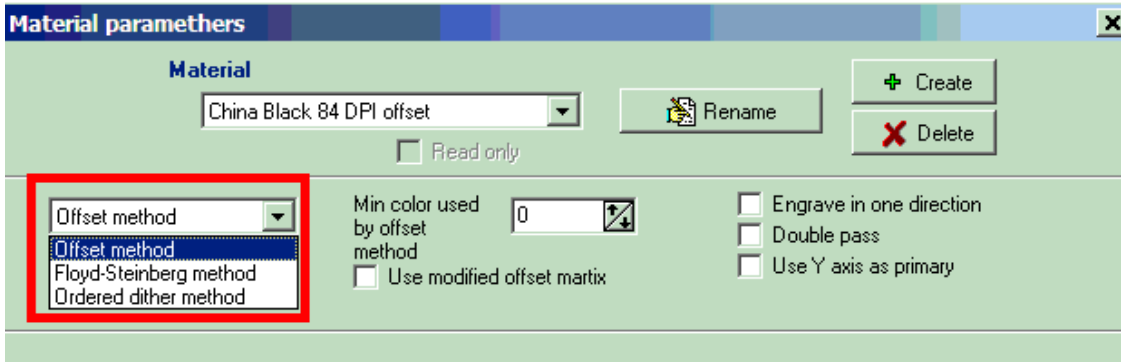 Material paramethers
Material
China Black 84 DPI offset
Rename
Create
Delete
Read only
Offset method
Offset method
Floyd-Steinberg method
Ordered dither method
Min color used
by offset
method
0
Use modified offset martix
Engrave in one direction
Double pass
Use Y axis as primary